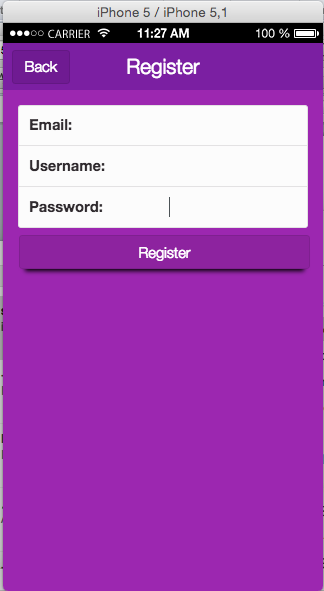 iPhone 5 / iPhone 5,1
CARRIER 11:27 AM 100 %
Back Register
Email:
Username:
Password:
Register